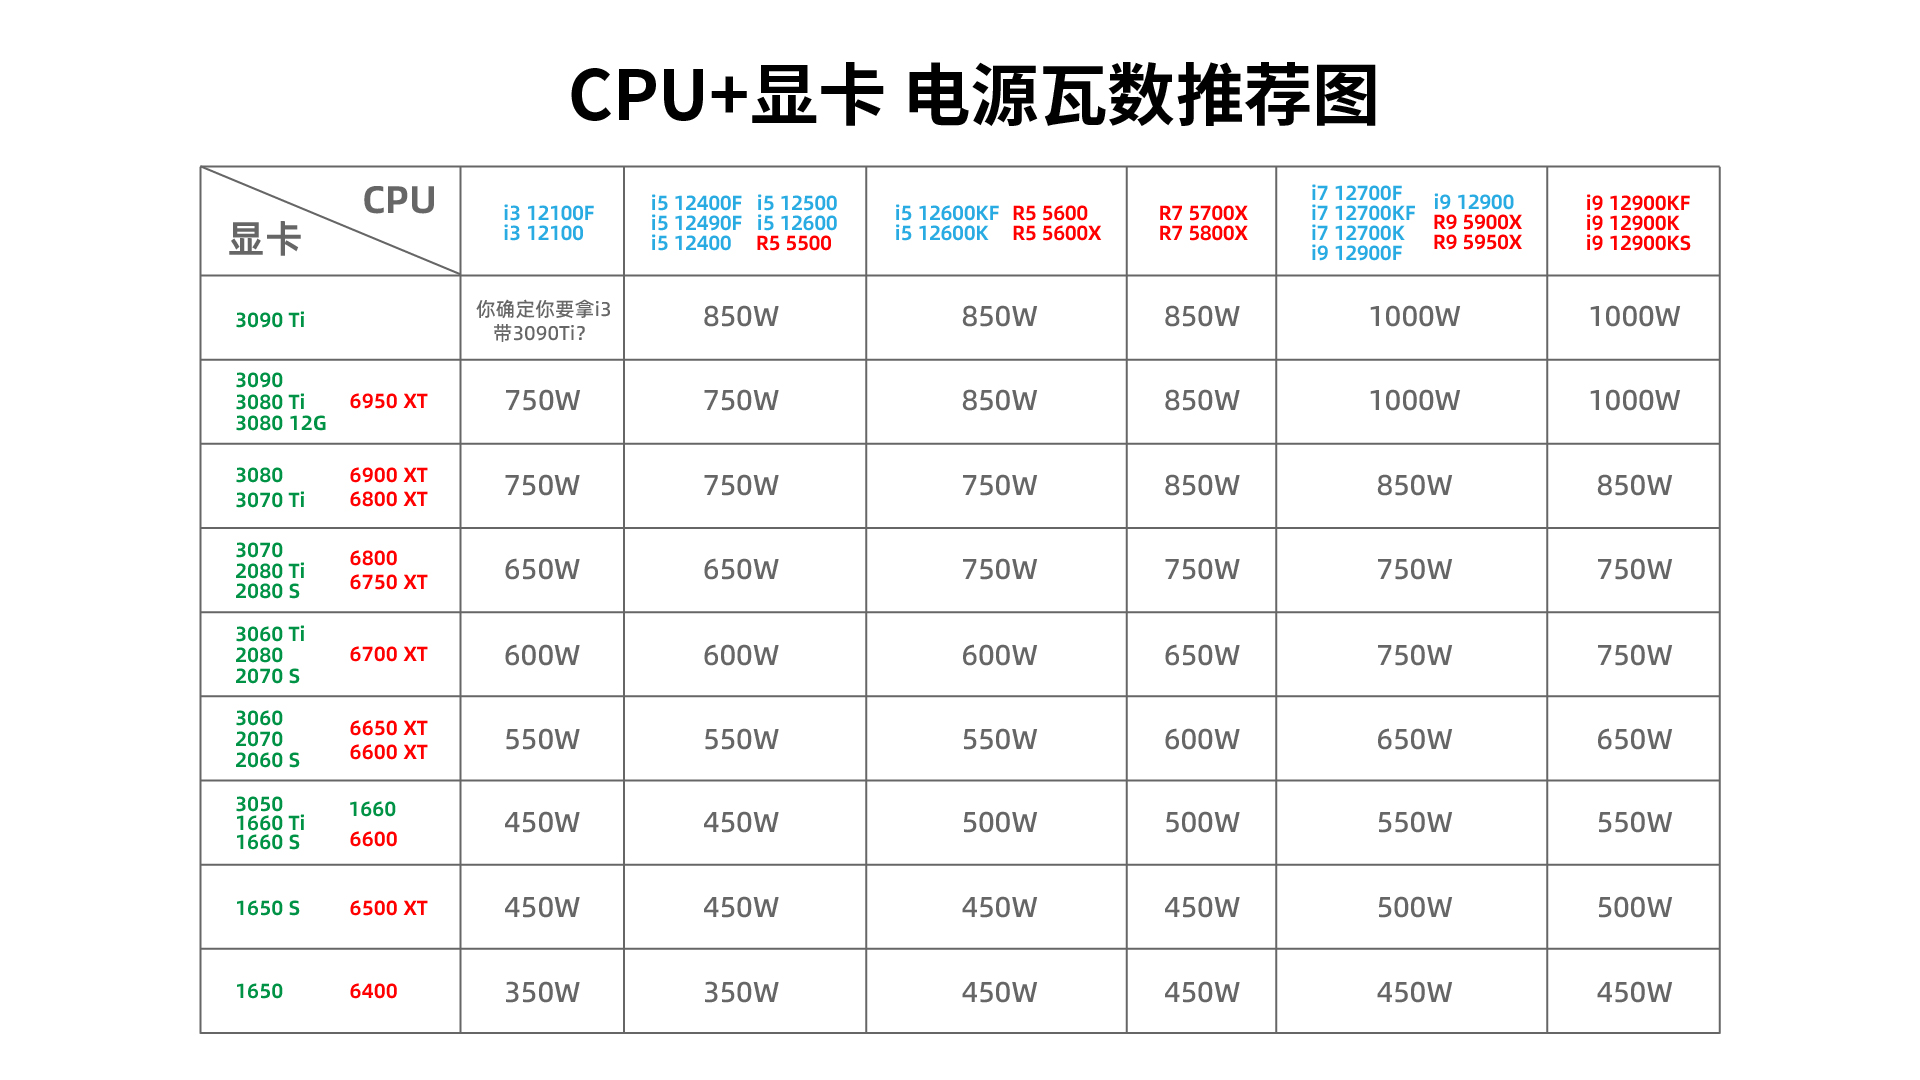 CPU+显卡 电源瓦数推荐图
CPU
显卡
i3 12100F
i3 12100
i5 12400F i5 12500
i5 12490F i5 12600
i5 12400 R5 5500
i5 12600KF R5 5600
i5 12600K R5 5600X
R7 5700X
R7 5800X
i7 12700F
i7 12700KF
i7 12700K
i9 12900F
i9 12900
R9 5900X
R9 5950X
i9 12900KF
i9 12900K
i9 12900KS
3090 Ti
你确定你要拿i3
带3090Ti?
850W 850W 850W 1000W 1000W
3090
3080 Ti
3080 12G
6950 XT
750W 750W 850W 850W 1000W 1000W
3080
3070 Ti
6900 XT
6800 XT
750W 750W 750W 850W 850W 850W
3070
2080 Ti
2080 S
6800
6750 XT
650W 650W 750W 750W 750W 750W
3060 Ti
2080
2070 S
6700 XT
600W 600W 600W 650W 750W 750W
3060
2070
2060 S
6650 XT
6600 XT
550W 550W 550W 600W 650W 650W
3050
1660 Ti
1660 S
1660
6600
450W 450W 500W 500W 550W 550W
1650 S 6500 XT 450W 450W 450W 450W 500W 500W
1650 6400 350W 350W 450W 450W 450W 450W